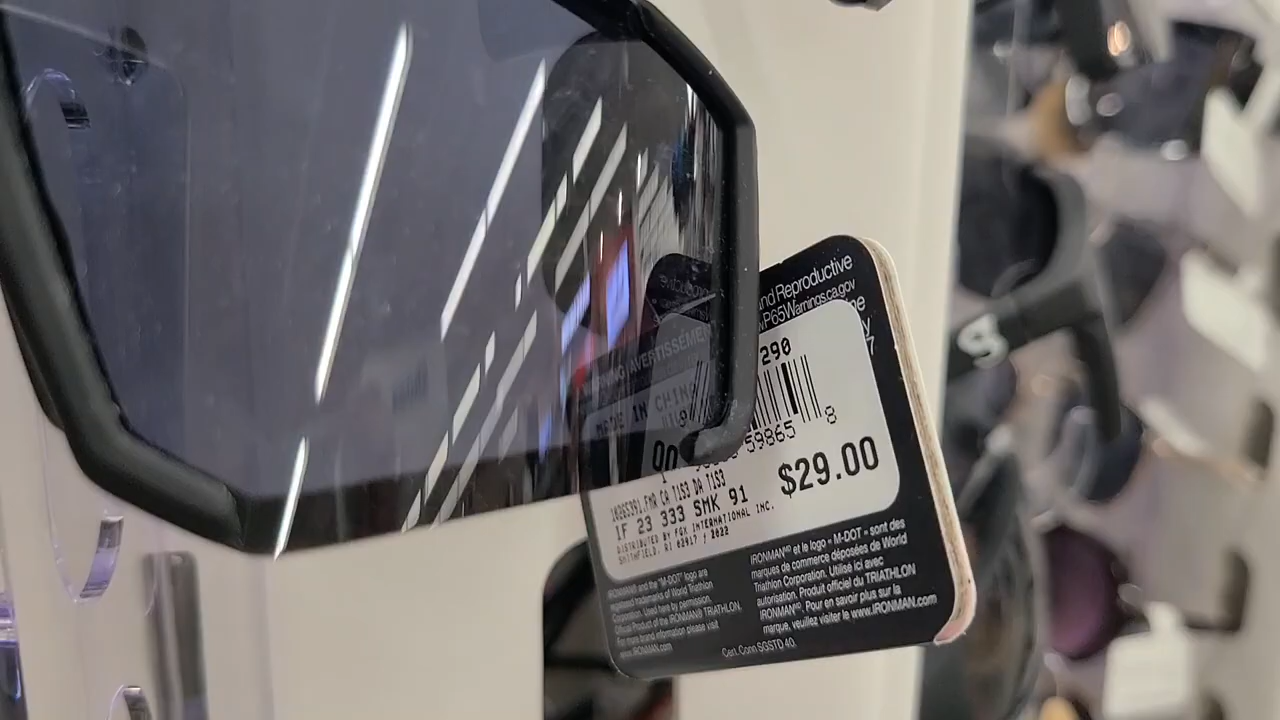 and Reproductive
P65Warnings.ca.gov
AVERTISSEMEN
MADE IN CHINA
290
59865 8
$29.00
IF 23 333 SMK 91
DISTRIBUTED BY FGX INTERNATIONAL INC.
SMITHFIELD, RI 02917 / 2022
IRONMAN® and the "M-DOT" logo are
registered trademarks of World Triathlon
Corporation. Used here by permission.
Official Product of the IRONMAN® TRIATHLON.
For more brand information please visit
www.IRONMAN.com
IRONMANᴹᴰ et le logo « M-DOT » sont des
marques de commerce déposées de World
Triathlon Corporation. Utilisé ici avec
autorisation. Produit officiel du TRIATHLON
IRONMANᴹᴰ. Pour en savoir plus sur la
marque, veuillez visiter le www.IRONMAN.com
Cert. Conn SGSTD 40.